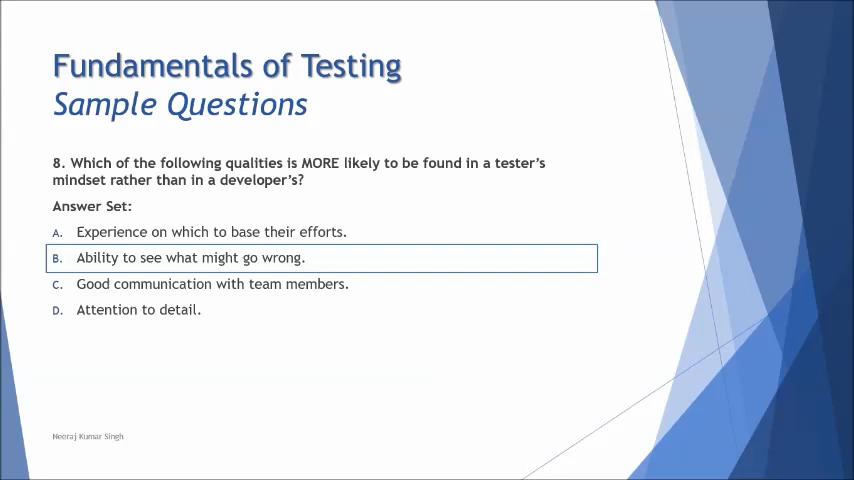 Fundamentals of Testing
Sample Questions
8. Which of the following qualities is MORE likely to be found in a tester’s
mindset rather than in a developer’s?
Answer Set:
A. Experience on which to base their efforts.
B. Ability to see what might go wrong.
C. Good communication with team members.
D. Attention to detail.
Neeraj Kumar Singh